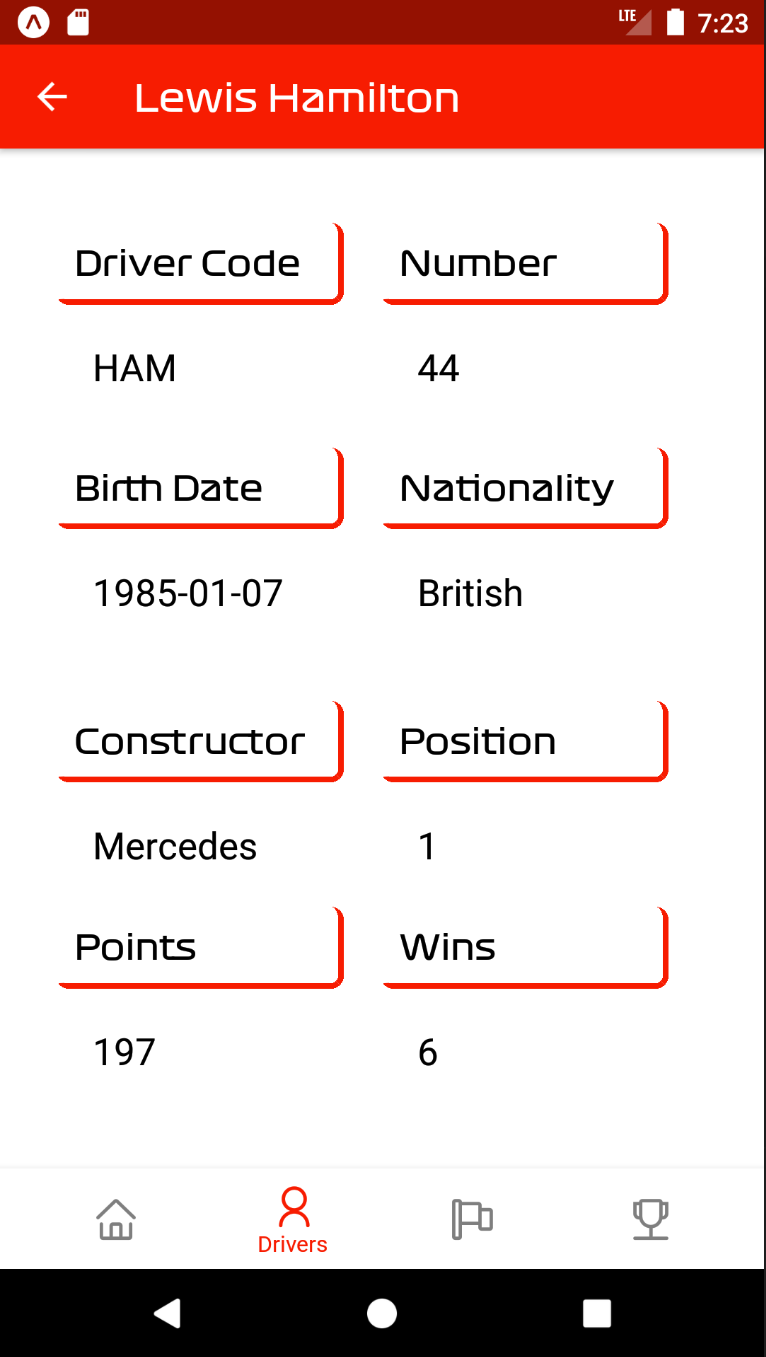 LTE 7:23
Lewis Hamilton
Driver Code Number
HAM 44
Birth Date Nationality
1985-01-07 British
Constructor Position
Mercedes 1
Points Wins
197 6
Drivers